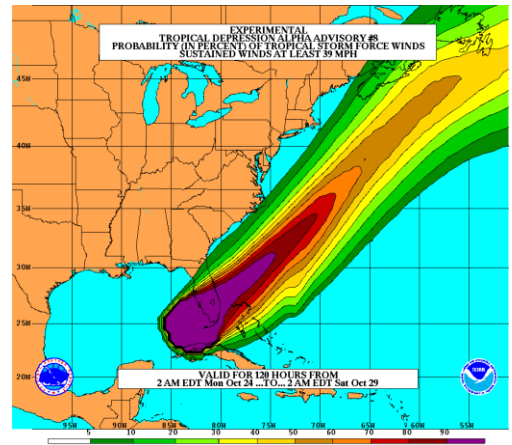 EXPERIMENTAL
TROPICAL DEPRESSION ALPHA ADVISORY #8
PROBABILITY (IN PERCENT) OF TROPICAL STORM FORCE WINDS
SUSTAINED WINDS AT LEAST 39 MPH
45N
40N
35N
30N
25N
20N
VALID FOR 120 HOURS FROM
2 AM EDT Mon Oct 24 ...TO... 2 AM EDT Sat Oct 29
95W 90W 85W 80W 75W 70W 65W 60W 55W
5 10 20 30 40 50 60 70 80 90